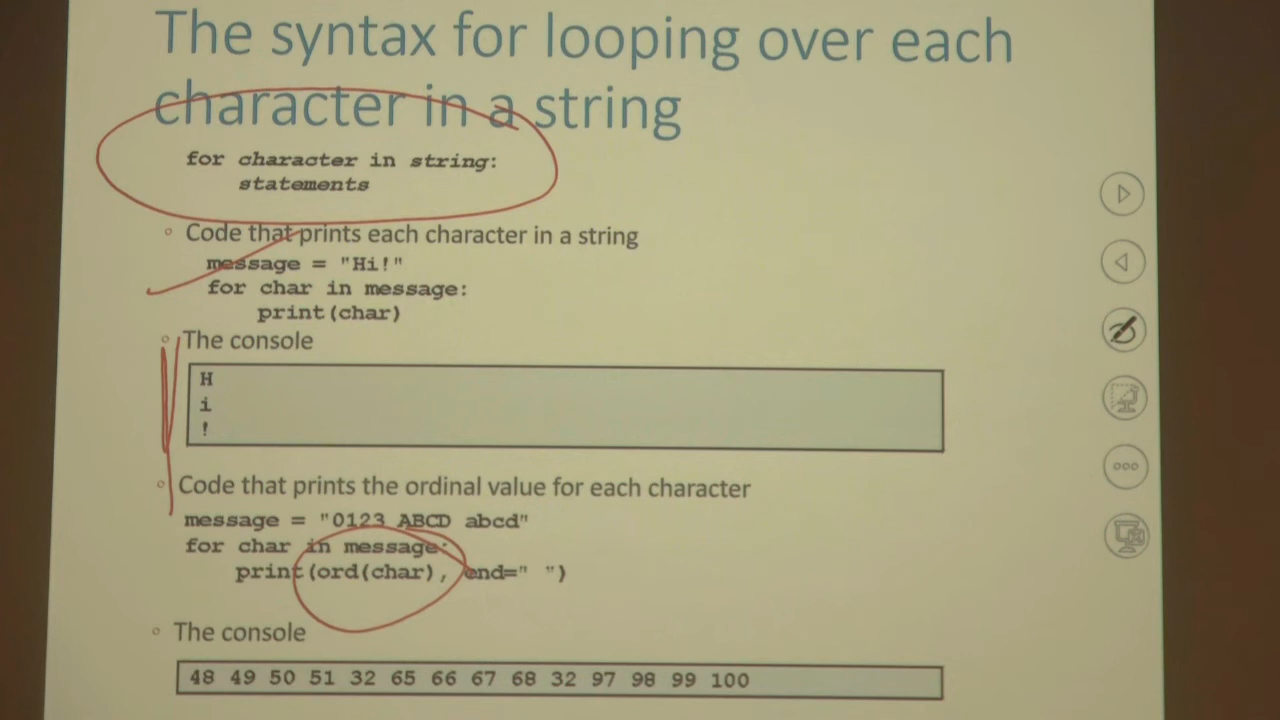 The syntax for looping over each
character in a string
for character in string:
statements
Code that prints each character in a string
message = "Hi!"
for char in message:
print(char)
The console
H
i
!
Code that prints the ordinal value for each character
message = "0123 ABCD abcd"
for char in message:
print(ord(char), end=" ")
The console
48 49 50 51 32 65 66 67 68 32 97 98 99 100